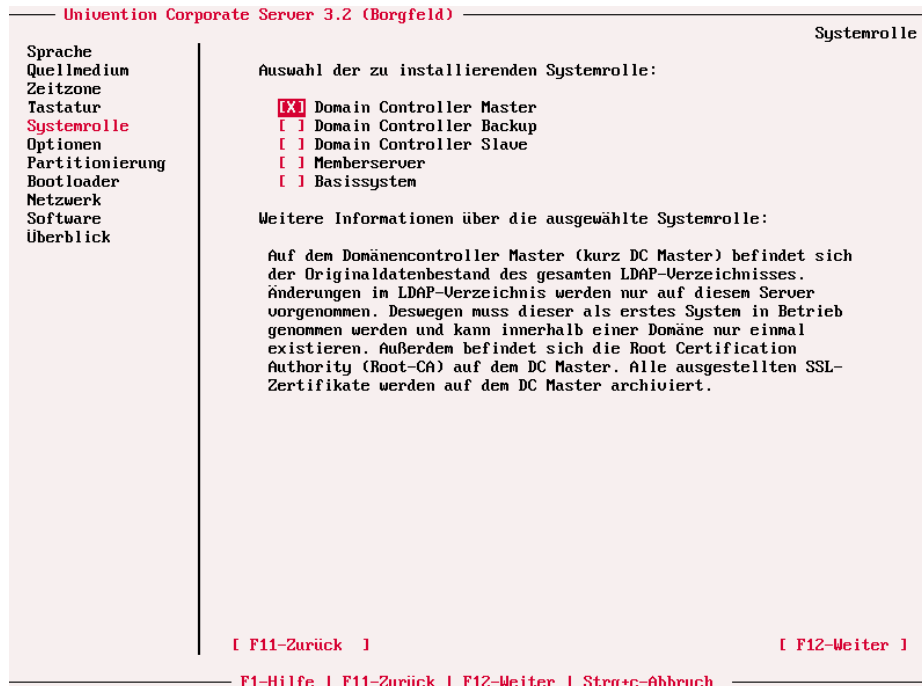 Univention Corporate Server 3.2 (Borgfeld)
Systemrolle
Sprache
Quellmedium
Zeitzone
Tastatur
Systemrolle
Optionen
Partitionierung
Bootloader
Netzwerk
Software
Überblick
Auswahl der zu installierenden Systemrolle:
[X] Domain Controller Master
[ ] Domain Controller Backup
[ ] Domain Controller Slave
[ ] Memberserver
[ ] Basissystem
Weitere Informationen über die ausgewählte Systemrolle:
Auf dem Domänencontroller Master (kurz DC Master) befindet sich
der Originaldatenbestand des gesamten LDAP-Verzeichnisses.
Änderungen im LDAP-Verzeichnis werden nur auf diesem Server
vorgenommen. Deswegen muss dieser als erstes System in Betrieb
genommen werden und kann innerhalb einer Domäne nur einmal
existieren. Außerdem befindet sich die Root Certification
Authority (Root-CA) auf dem DC Master. Alle ausgestellten SSL-
Zertifikate werden auf dem DC Master archiviert.
[ F11-Zurück ]
[ F12-Weiter ]
F1-Hilfe | F11-Zurück | F12-Weiter | Strg+c-Abbruch